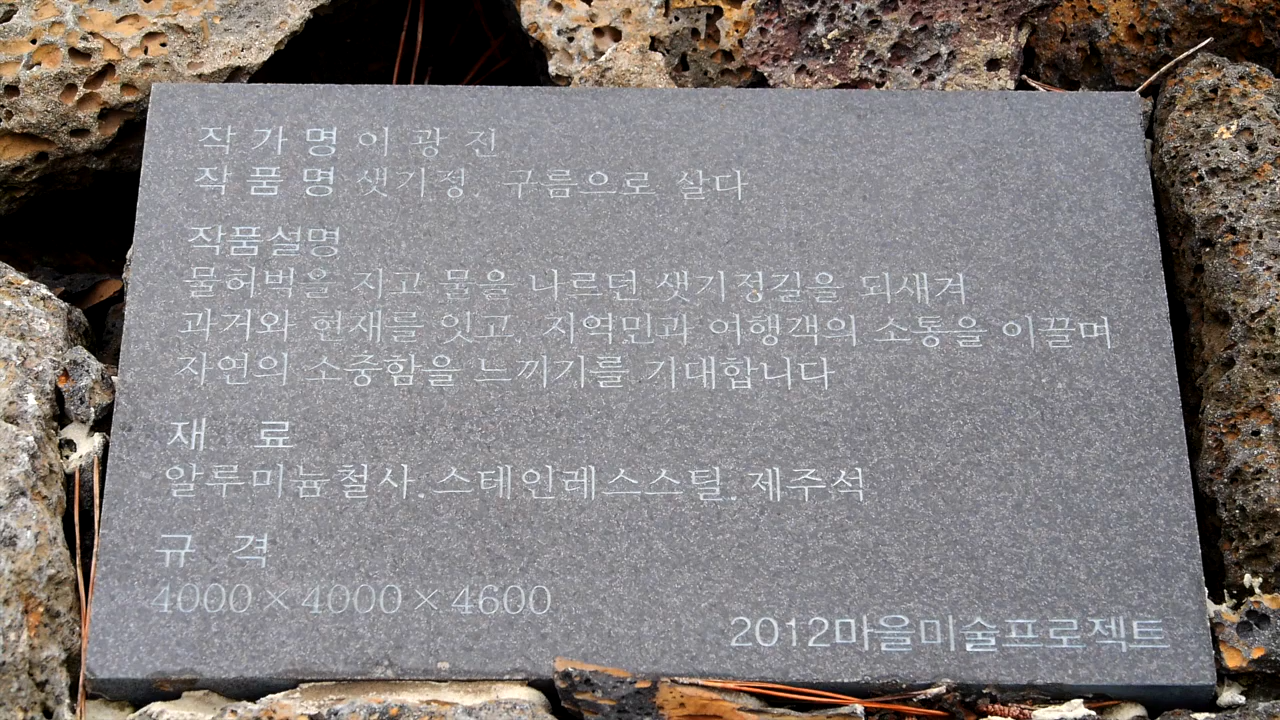 작 가 명 이 광 진
작 품 명 샛기정, 구름으로 살다
작품설명
물허벅을 지고 물을 나르던 샛기정길을 되새겨
과거와 현재를 잇고, 지역민과 여행객의 소통을 이끌며
자연의 소중함을 느끼기를 기대합니다
재 료
알루미늄철사.스테인레스스틸.제주석
규 격
4000×4000×4600
2012마을미술프로젝트